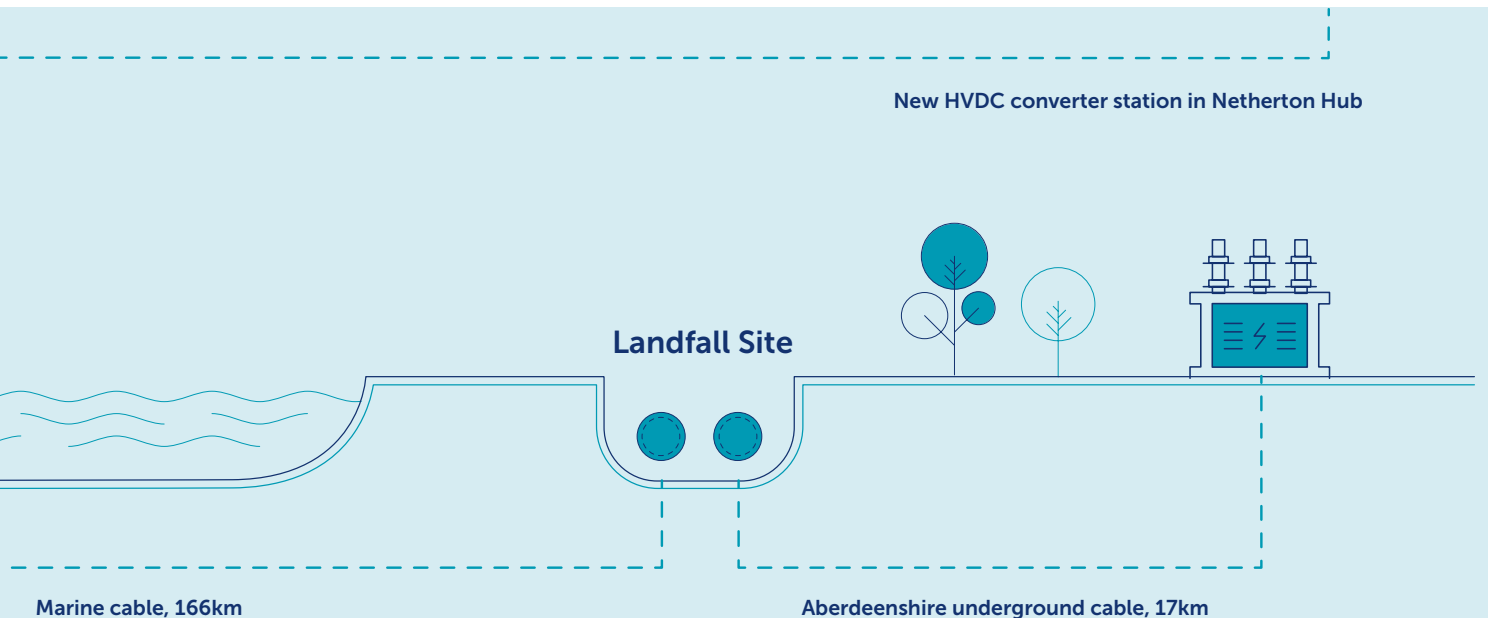 New HVDC converter station in Netherton Hub
Landfall Site
Marine cable, 166km
Aberdeenshire underground cable, 17km